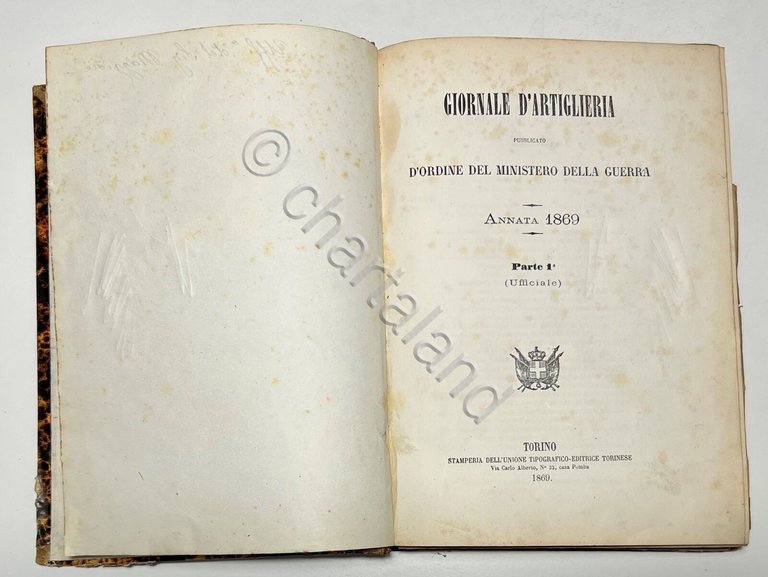 GIORNALE D'ARTIGLIERIA
PUBBLICATO
D'ORDINE DEL MINISTERO DELLA GUERRA
ANNATA 1869
Parte 1ª
(Ufficiale)
TORINO
STAMPERIA DELL'UNIONE TIPOGRAFICO-EDITRICE TORINESE
Via Carlo Alberto, Nº 33, casa Pomba
1869.
© chartaland